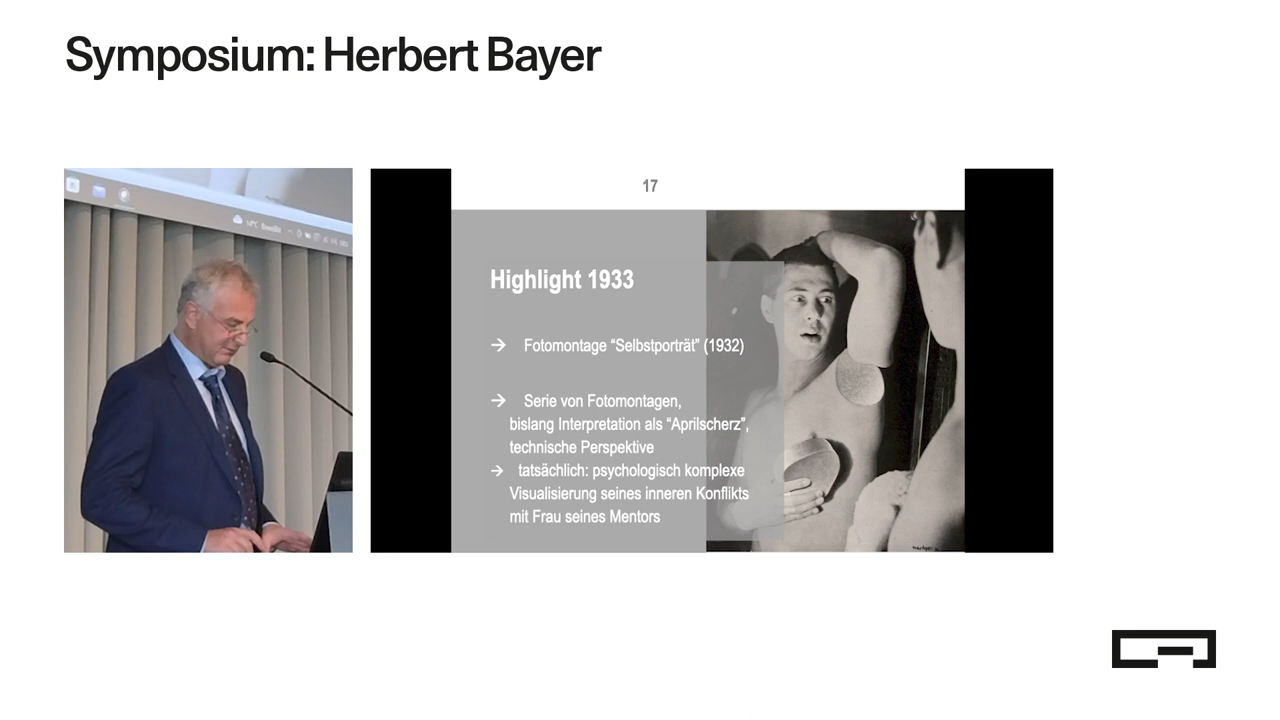 Symposium: Herbert Bayer
17
Highlight 1933
→ Fotomontage “Selbstporträt” (1932)
→ Serie von Fotomontagen,
bislang Interpretation als “Aprilscherz”,
technische Perspektive
→ tatsächlich: psychologisch komplexe
Visualisierung seines inneren Konflikts
mit Frau seines Mentors